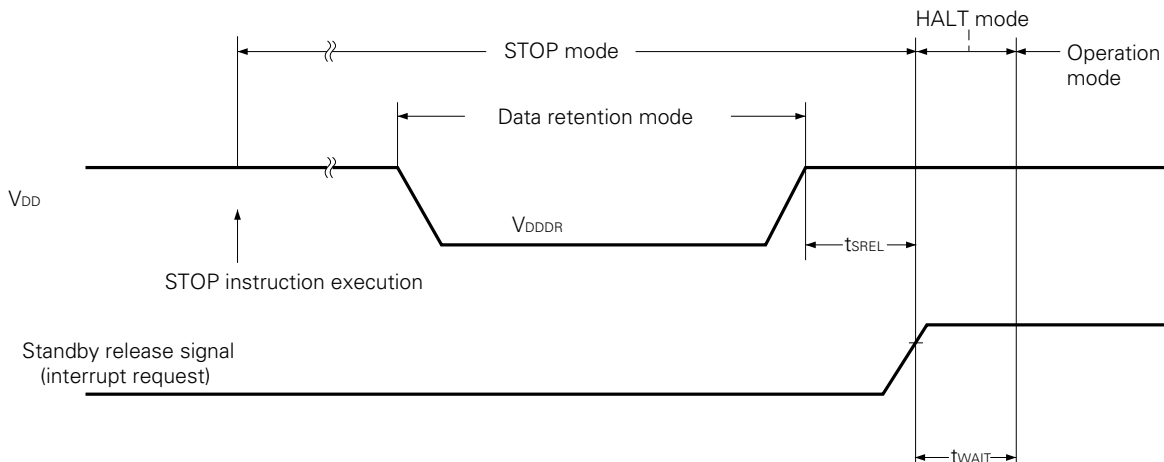 HALT mode
STOP mode
Operation
mode
Data retention mode
VDD
VDDDR
tSREL
STOP instruction execution
Standby release signal
(interrupt request)
tWAIT